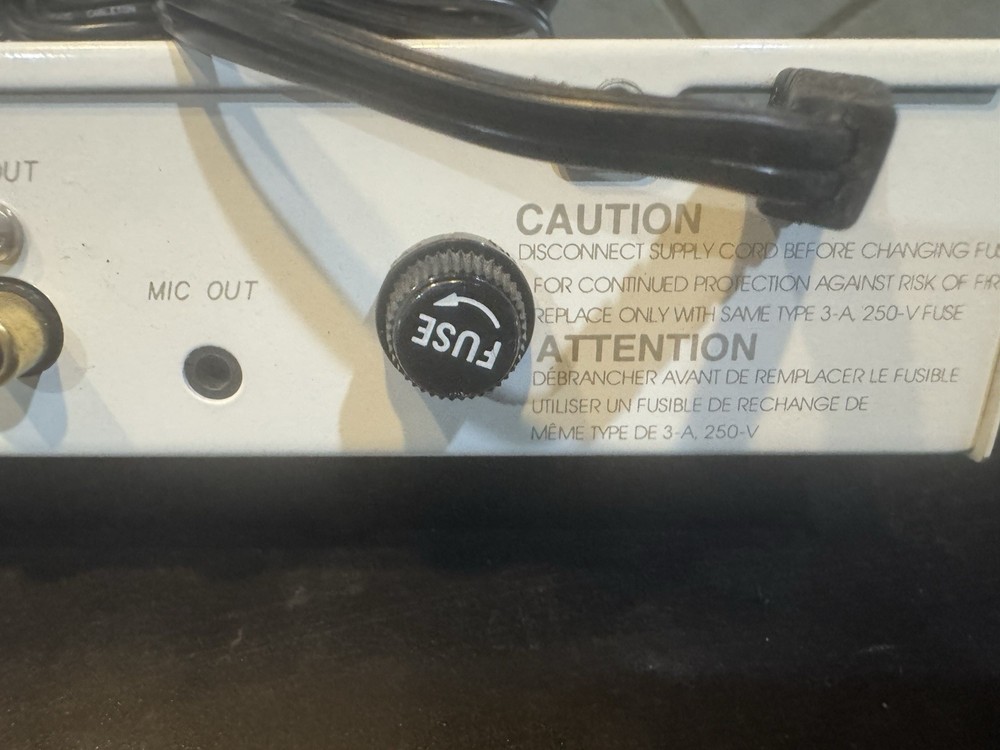 OUT
MIC OUT
FUSE
CAUTION
DISCONNECT SUPPLY CORD BEFORE CHANGING
FOR CONTINUED PROTECTION AGAINST RISK OF
REPLACE ONLY WITH SAME TYPE 3-A, 250-V FUSE
ATTENTION
DÉBRANCHER AVANT DE REMPLACER LE FUSIBLE
UTILISER UN FUSIBLE DE RECHANGE DE
MÊME TYPE DE 3-A, 250-V